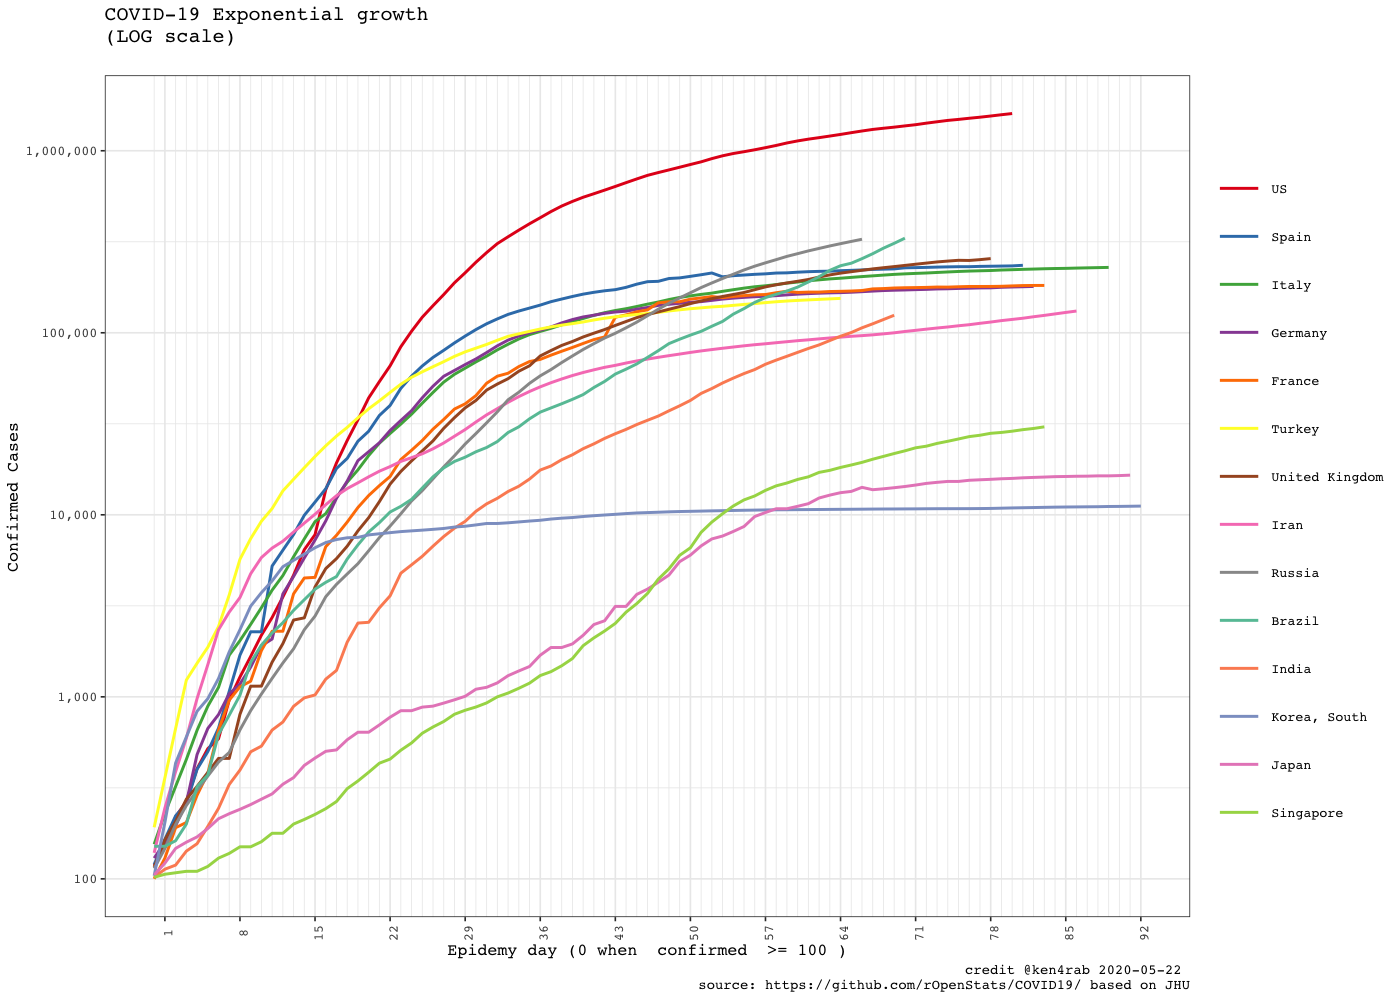 COVID-19 Exponential growth
(LOG scale)
Confirmed Cases
1,000,000
100,000
10,000
1,000
100
1 8 15 22 29 36 43 50 57 64 71 78 85 92
Epidemy day (0 when  confirmed  >= 100 )
US
Spain
Italy
Germany
France
Turkey
United Kingdom
Iran
Russia
Brazil
India
Korea, South
Japan
Singapore
credit @ken4rab 2020-05-22
source: https://github.com/rOpenStats/COVID19/ based on JHU